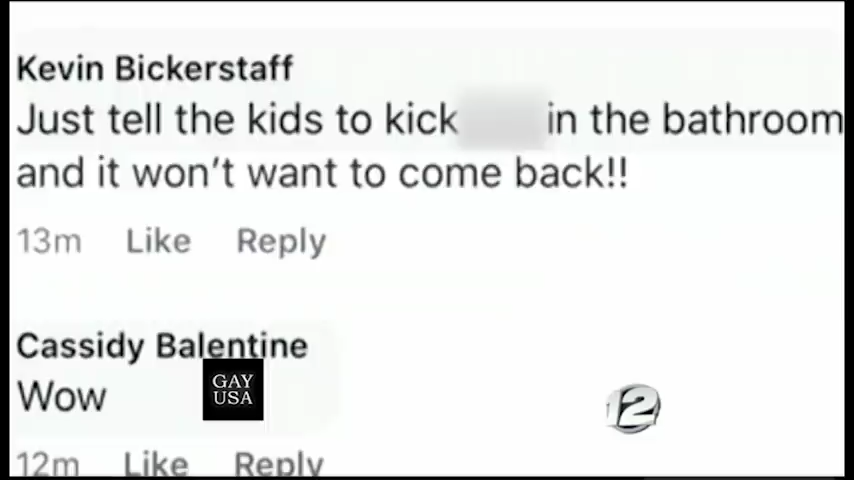 Kevin Bickerstaff
Just tell the kids to kick in the bathroom
and it won't want to come back!!
13m Like Reply
Cassidy Balentine
Wow
GAY
USA
12
12m Like Reply